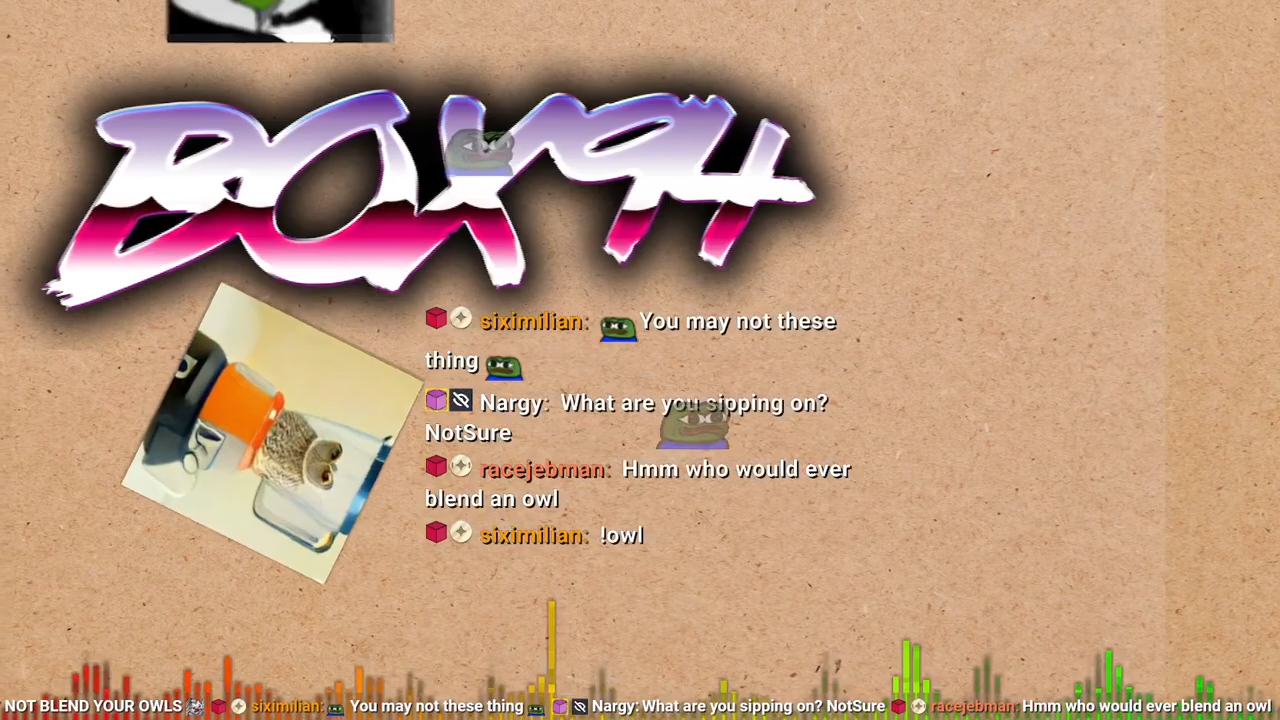 BOX94
siximilian: You may not these
thing
Nargy: What are you sipping on?
NotSure
racejebman: Hmm who would ever
blend an owl
siximilian: !owl
NOT BLEND YOUR OWLS siximilian: You may not these thing Nargy: What are you sipping on? NotSure racejebman: Hmm who would ever blend an owl